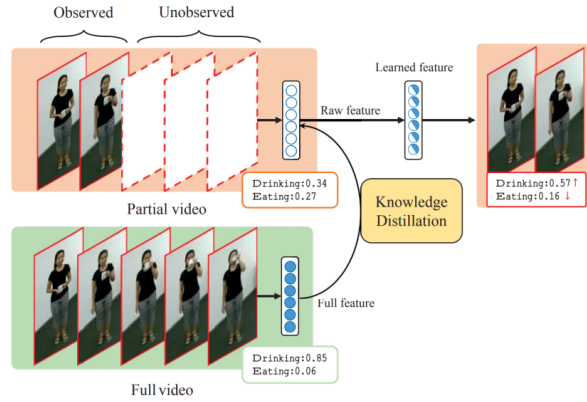 Observed
Unobserved
Learned feature
Raw feature
Drinking:0.34
Eating:0.27
Drinking:0.57↑
Eating:0.16 ↓
Partial video
Knowledge
Distillation
Full feature
Drinking:0.85
Eating:0.06
Full video